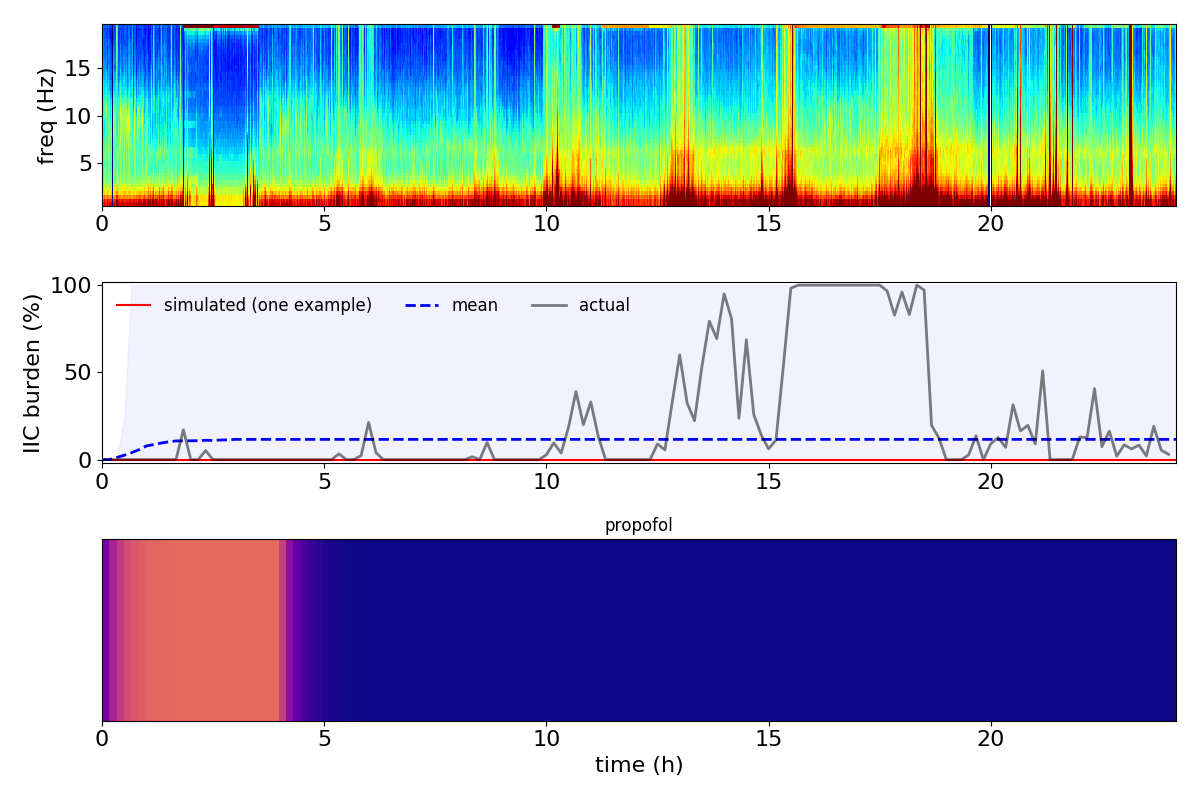 freq (Hz)
15
10
5
0 5 10 15 20
IIC burden (%)
100
50
0
simulated (one example) mean actual
0 5 10 15 20
propofol
0 5 10 15 20
time (h)